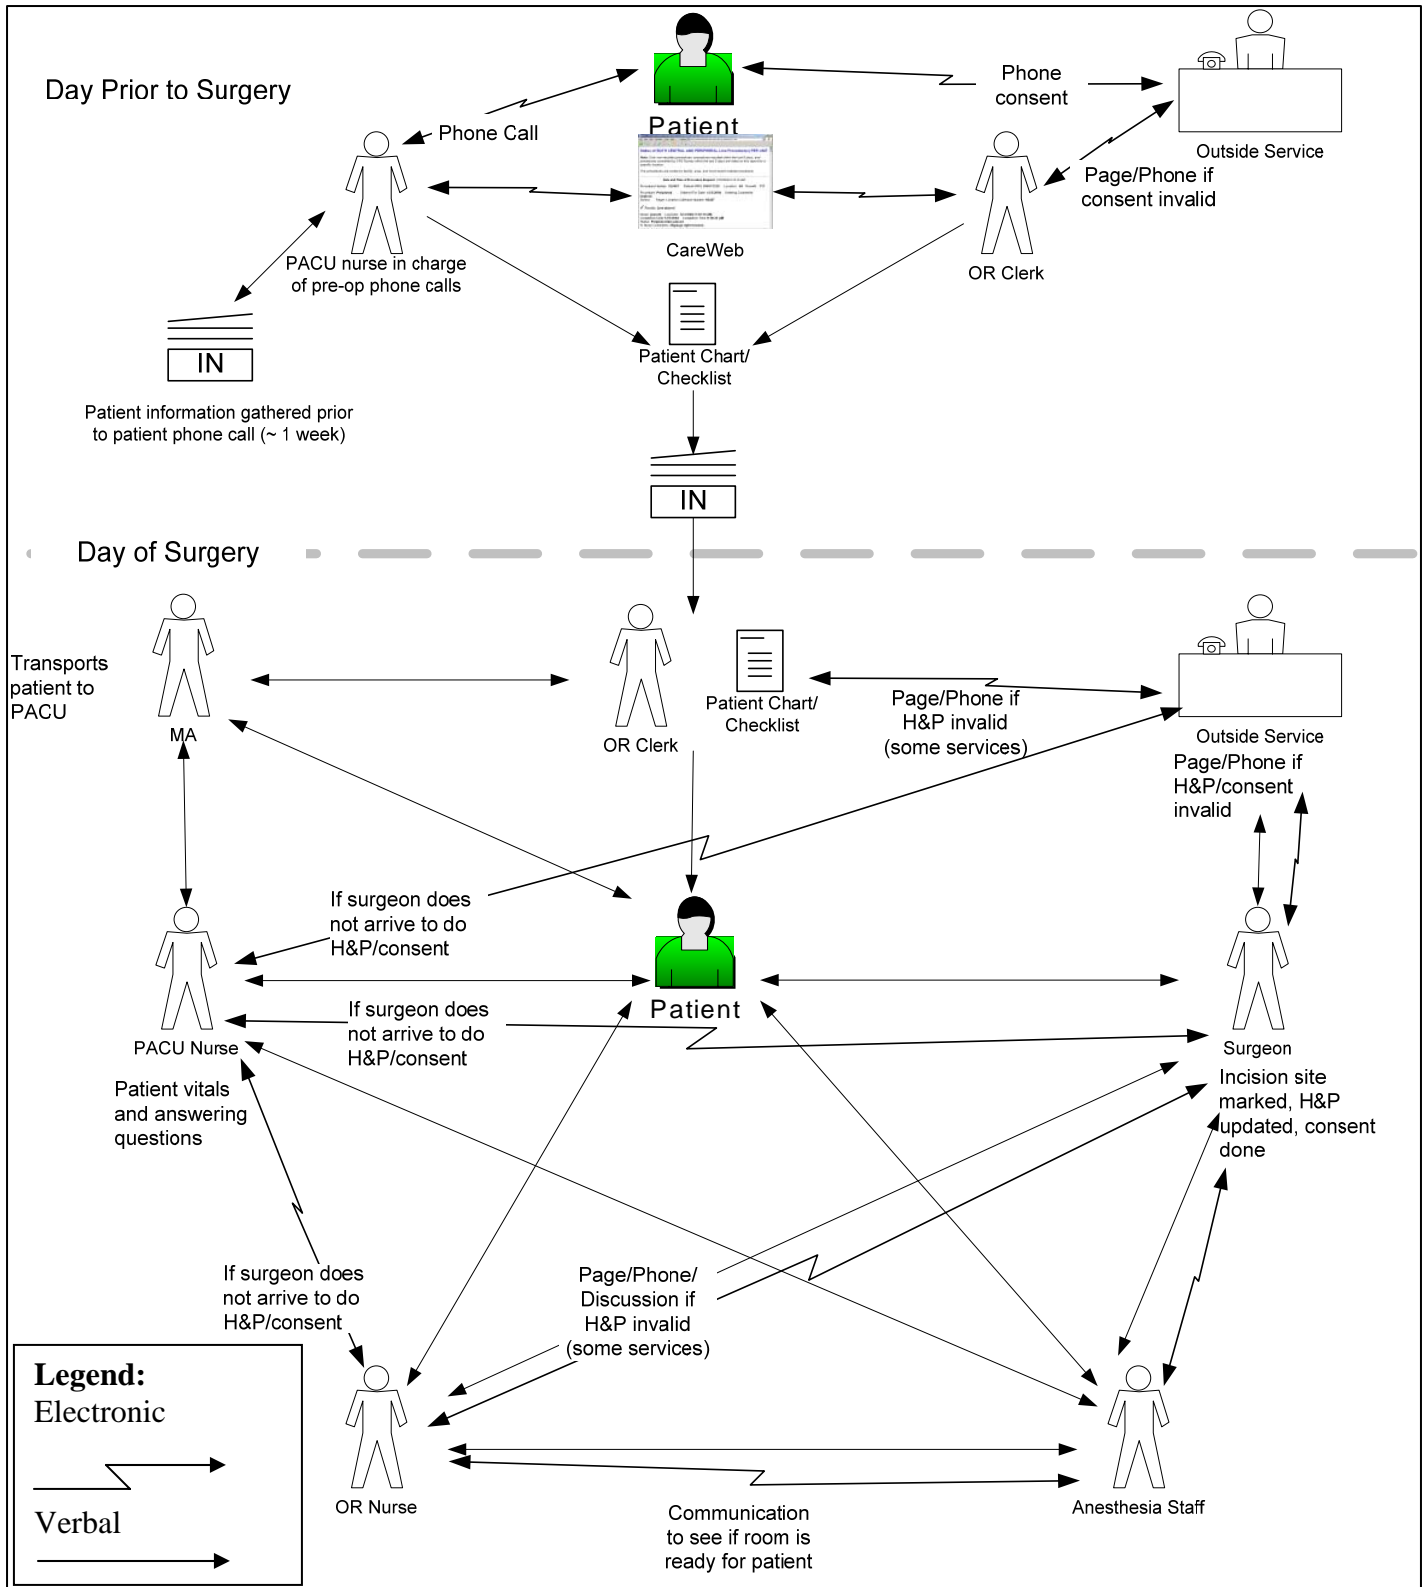 Day Prior to Surgery
Phone
consent
Phone Call
Patient
Outside Service
Page/Phone if
consent invalid
CareWeb
PACU nurse in charge
of pre-op phone calls
OR Clerk
IN
Patient Chart/
Checklist
Patient information gathered prior
to patient phone call (~ 1 week)
IN
Day of Surgery
Transports
patient to
PACU
MA
OR Clerk
Patient Chart/
Checklist
Page/Phone if
H&P invalid
(some services)
Outside Service
Page/Phone if
H&P/consent
invalid
If surgeon does
not arrive to do
H&P/consent
Patient
If surgeon does
not arrive to do
H&P/consent
PACU Nurse
Patient vitals
and answering
questions
Surgeon
Incision site
marked, H&P
updated, consent
done
If surgeon does
not arrive to do
H&P/consent
Page/Phone/
Discussion if
H&P invalid
(some services)
Legend:
Electronic
Verbal
OR Nurse
Anesthesia Staff
Communication
to see if room is
ready for patient